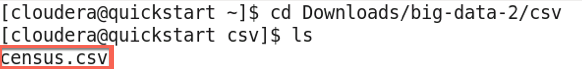 [cloudera@quickstart ~]$ cd Downloads/big-data-2/csv
[cloudera@quickstart csv]$ ls
census.csv